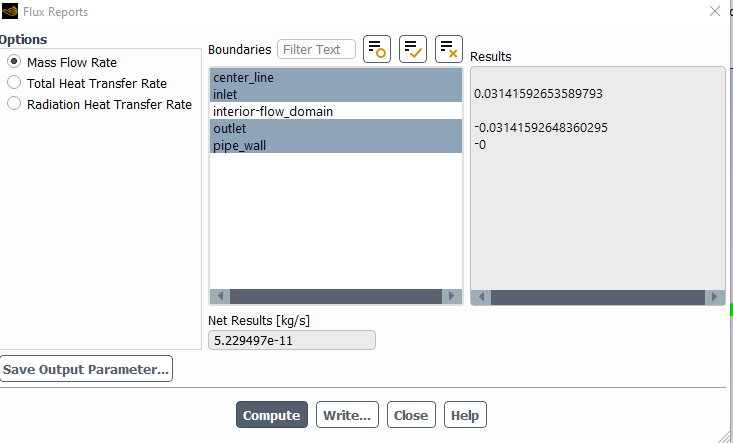 Flux Reports
Options
Mass Flow Rate
Total Heat Transfer Rate
Radiation Heat Transfer Rate
Save Output Parameter...
Boundaries Filter Text
center_line
inlet
interior-flow_domain
outlet
pipe_wall
Results
0.03141592653589793
-0.03141592648360295
-0
Net Results [kg/s]
5.229497e-11
Compute Write... Close Help